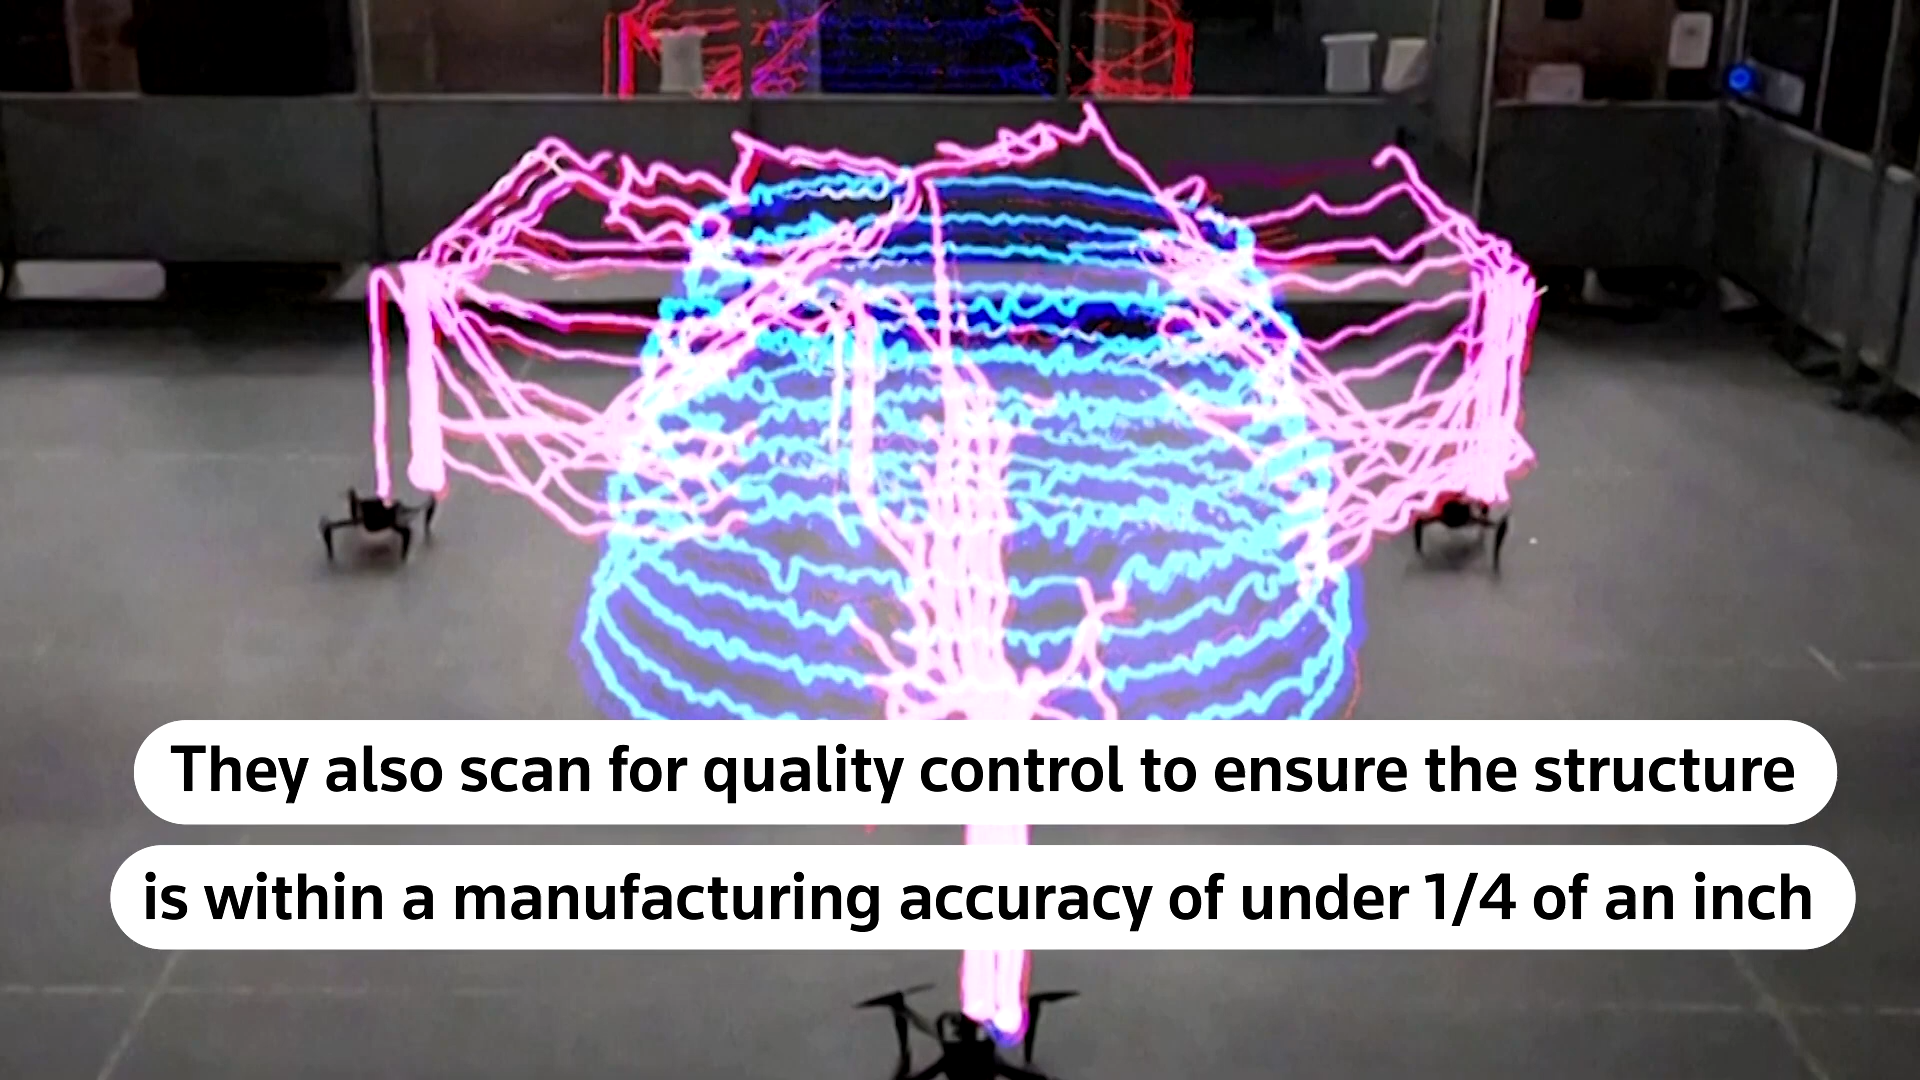 They also scan for quality control to ensure the structure
is within a manufacturing accuracy of under 1/4 of an inch